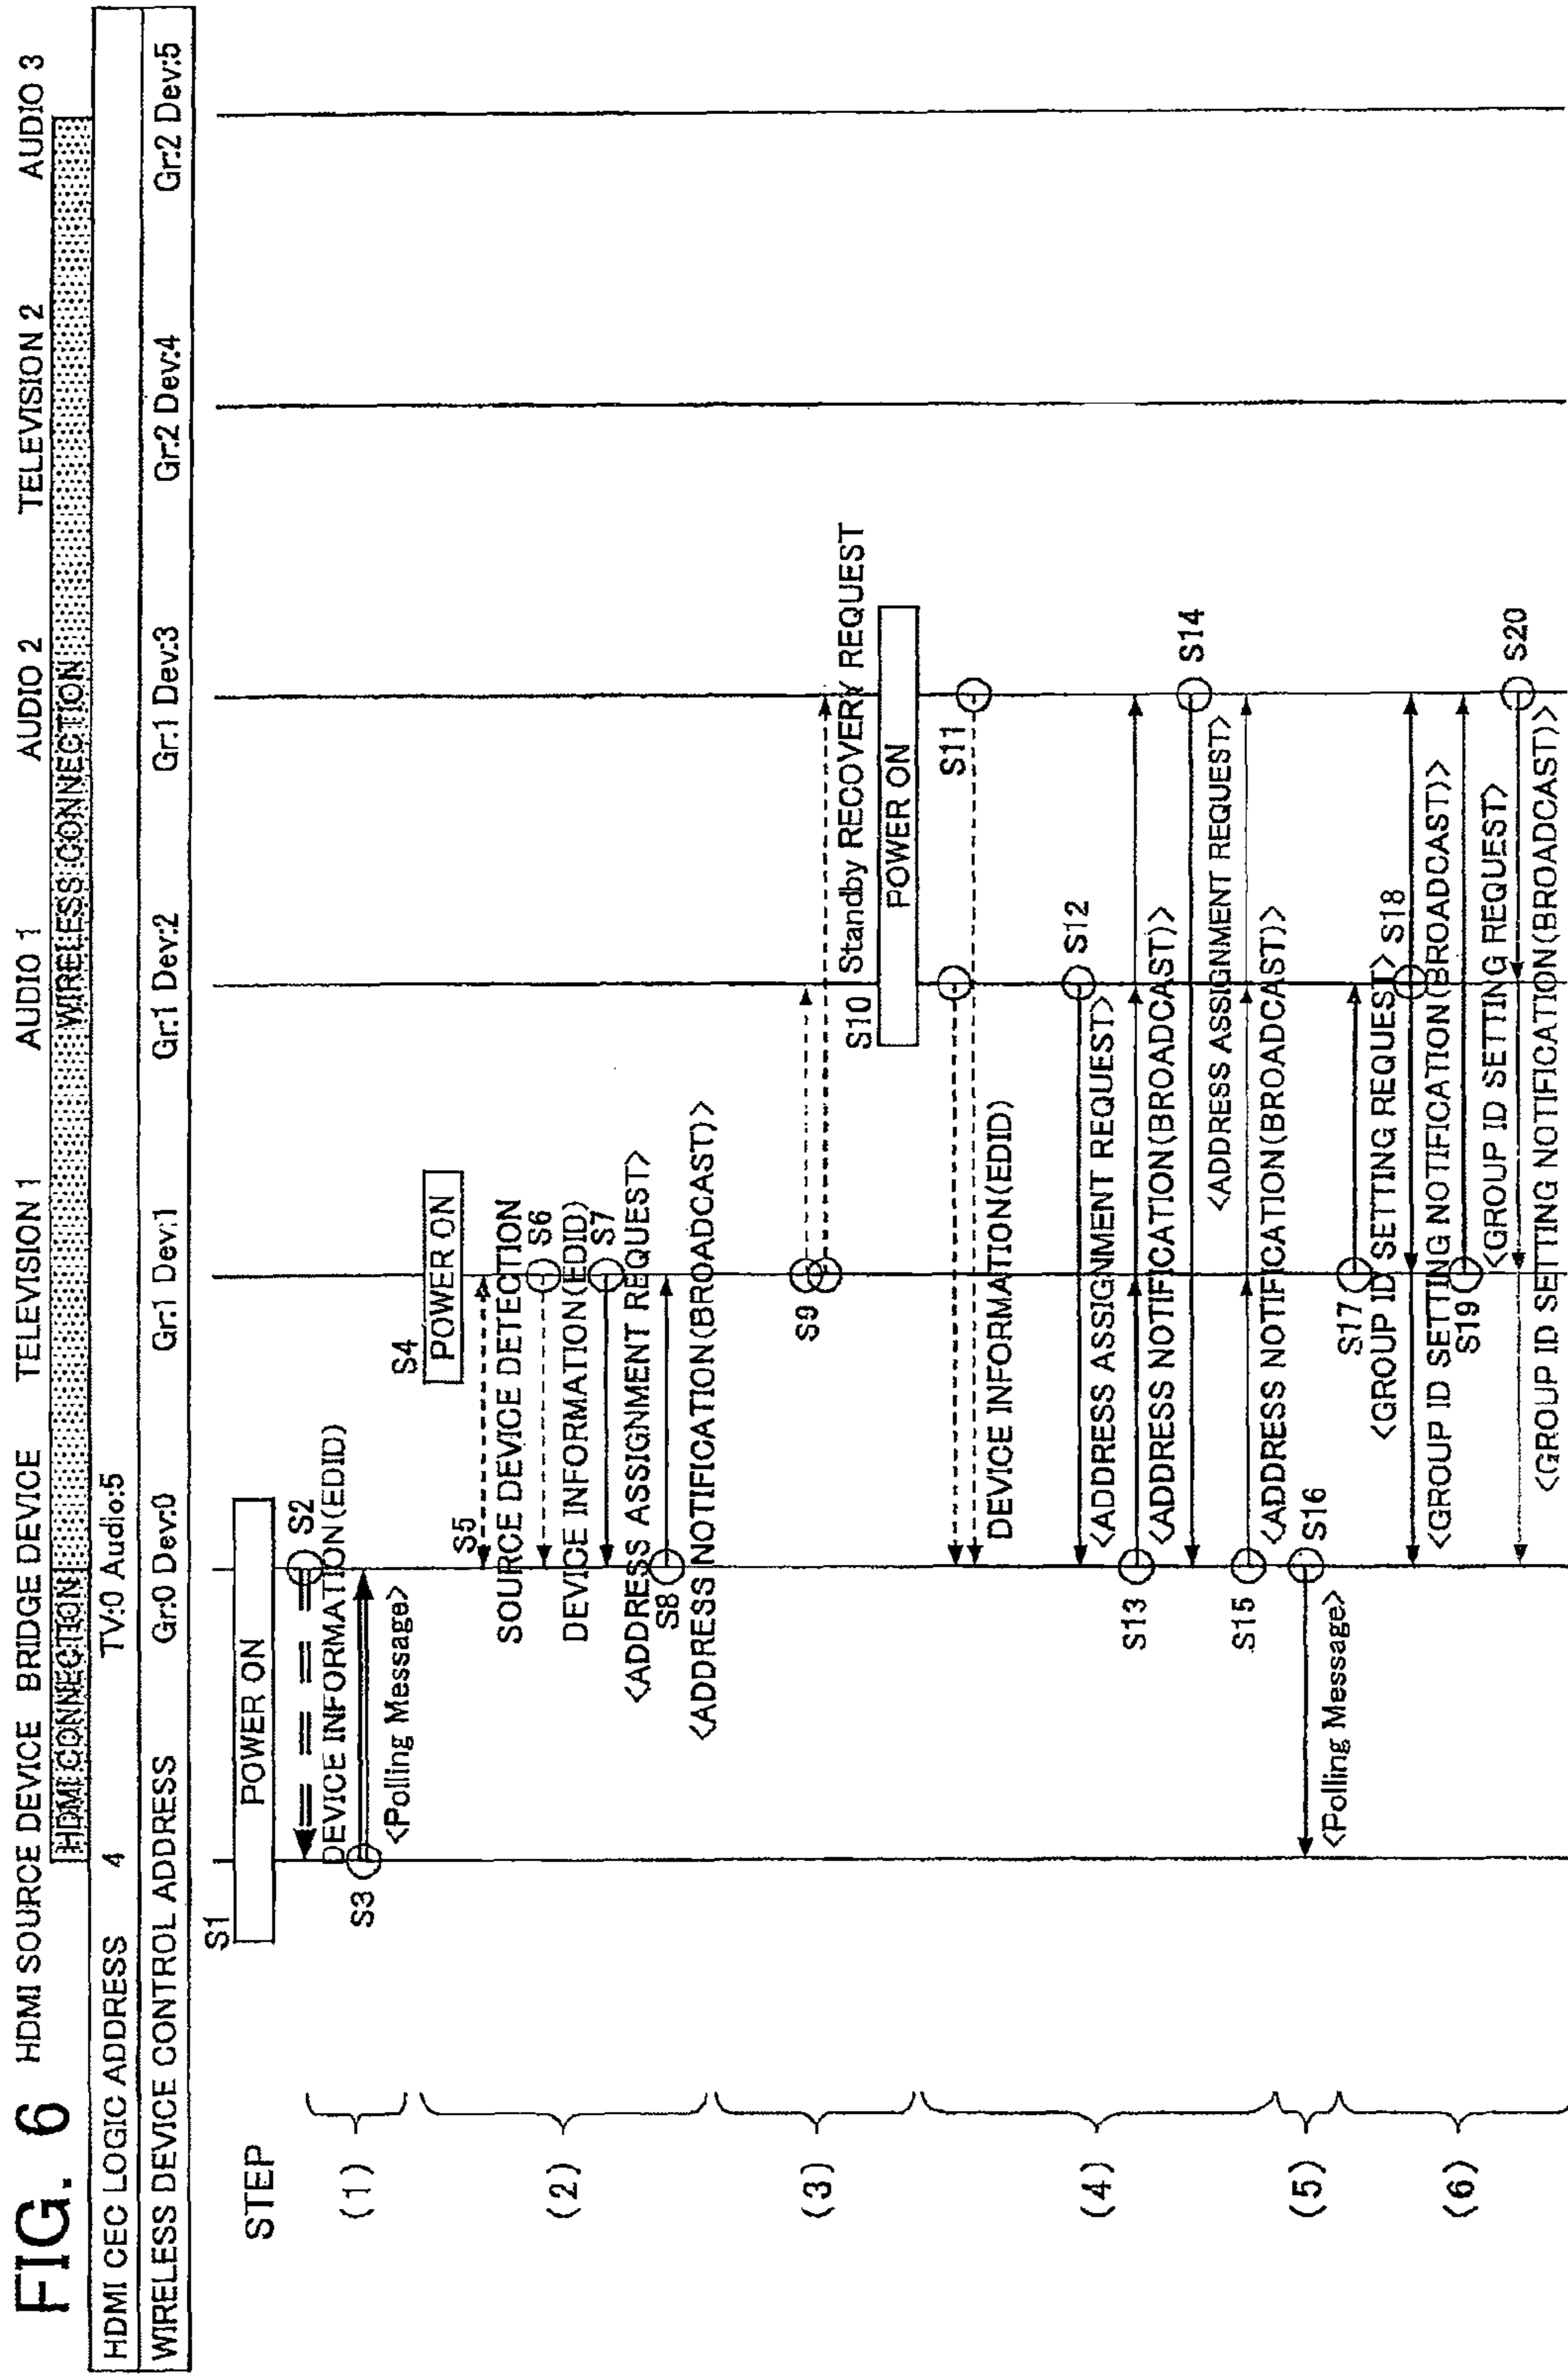 FIG. 6
HDMI SOURCE DEVICE BRIDGE DEVICE TELEVISION 1 AUDIO 1 AUDIO 2 TELEVISION 2 AUDIO 3
HDMI CONNECTION WIRELESS CONNECTION
HDMI CEC LOGIC ADDRESS 4 TV:0 Audio:5
WIRELESS DEVICE CONTROL ADDRESS Gr:0 Dev:0 Gr:1 Dev:1 Gr:1 Dev:2 Gr:1 Dev:3 Gr:2 Dev:4 Gr:2 Dev:5
STEP
S1
POWER ON
(1)
S2
DEVICE INFORMATION(EDID)
S3
<Polling Message>
S4
POWER ON
(2)
S5
SOURCE DEVICE DETECTION
S6
DEVICE INFORMATION(EDID)
S7
<ADDRESS ASSIGNMENT REQUEST>
S8
<ADDRESS NOTIFICATION(BROADCAST)>
(3)
S9
S10 Standby RECOVERY REQUEST
POWER ON
(4)
S11
DEVICE INFORMATION(EDID)
S12
<ADDRESS ASSIGNMENT REQUEST>
S13
<ADDRESS NOTIFICATION(BROADCAST)>
S14
<ADDRESS ASSIGNMENT REQUEST>
S15
<ADDRESS NOTIFICATION(BROADCAST)>
(5)
S16
<Polling Message>
(6)
S17
<GROUP ID SETTING REQUEST>
S18
<GROUP ID SETTING NOTIFICATION(BROADCAST)>
S19
<GROUP ID SETTING REQUEST>
S20
<GROUP ID SETTING NOTIFICATION(BROADCAST)>